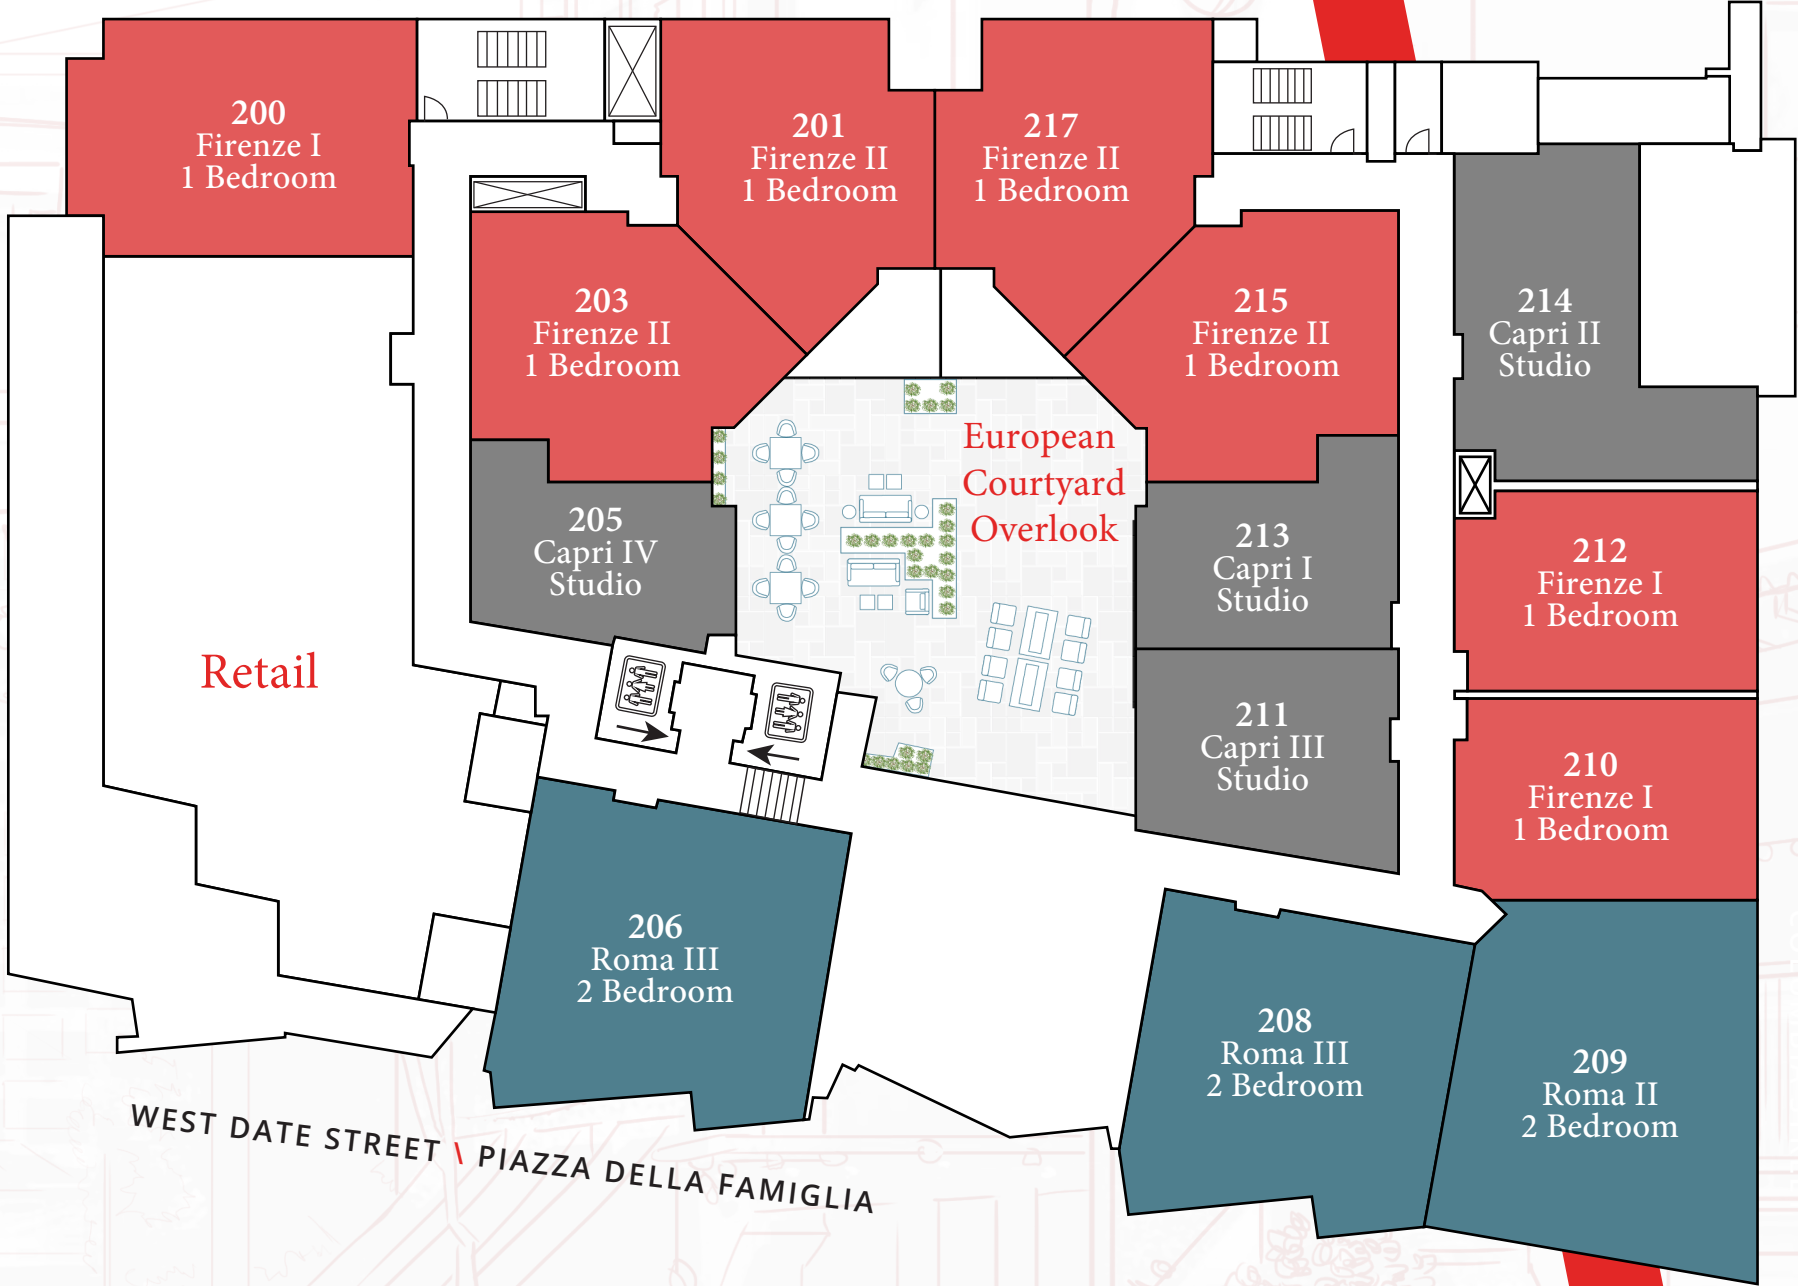 200
Firenze I
1 Bedroom
201
Firenze II
1 Bedroom
217
Firenze II
1 Bedroom
203
Firenze II
1 Bedroom
215
Firenze II
1 Bedroom
214
Capri II
Studio
European
Courtyard
Overlook
205
Capri IV
Studio
213
Capri I
Studio
212
Firenze I
1 Bedroom
Retail
211
Capri III
Studio
210
Firenze I
1 Bedroom
206
Roma III
2 Bedroom
208
Roma III
2 Bedroom
209
Roma II
2 Bedroom
WEST DATE STREET \ PIAZZA DELLA FAMIGLIA